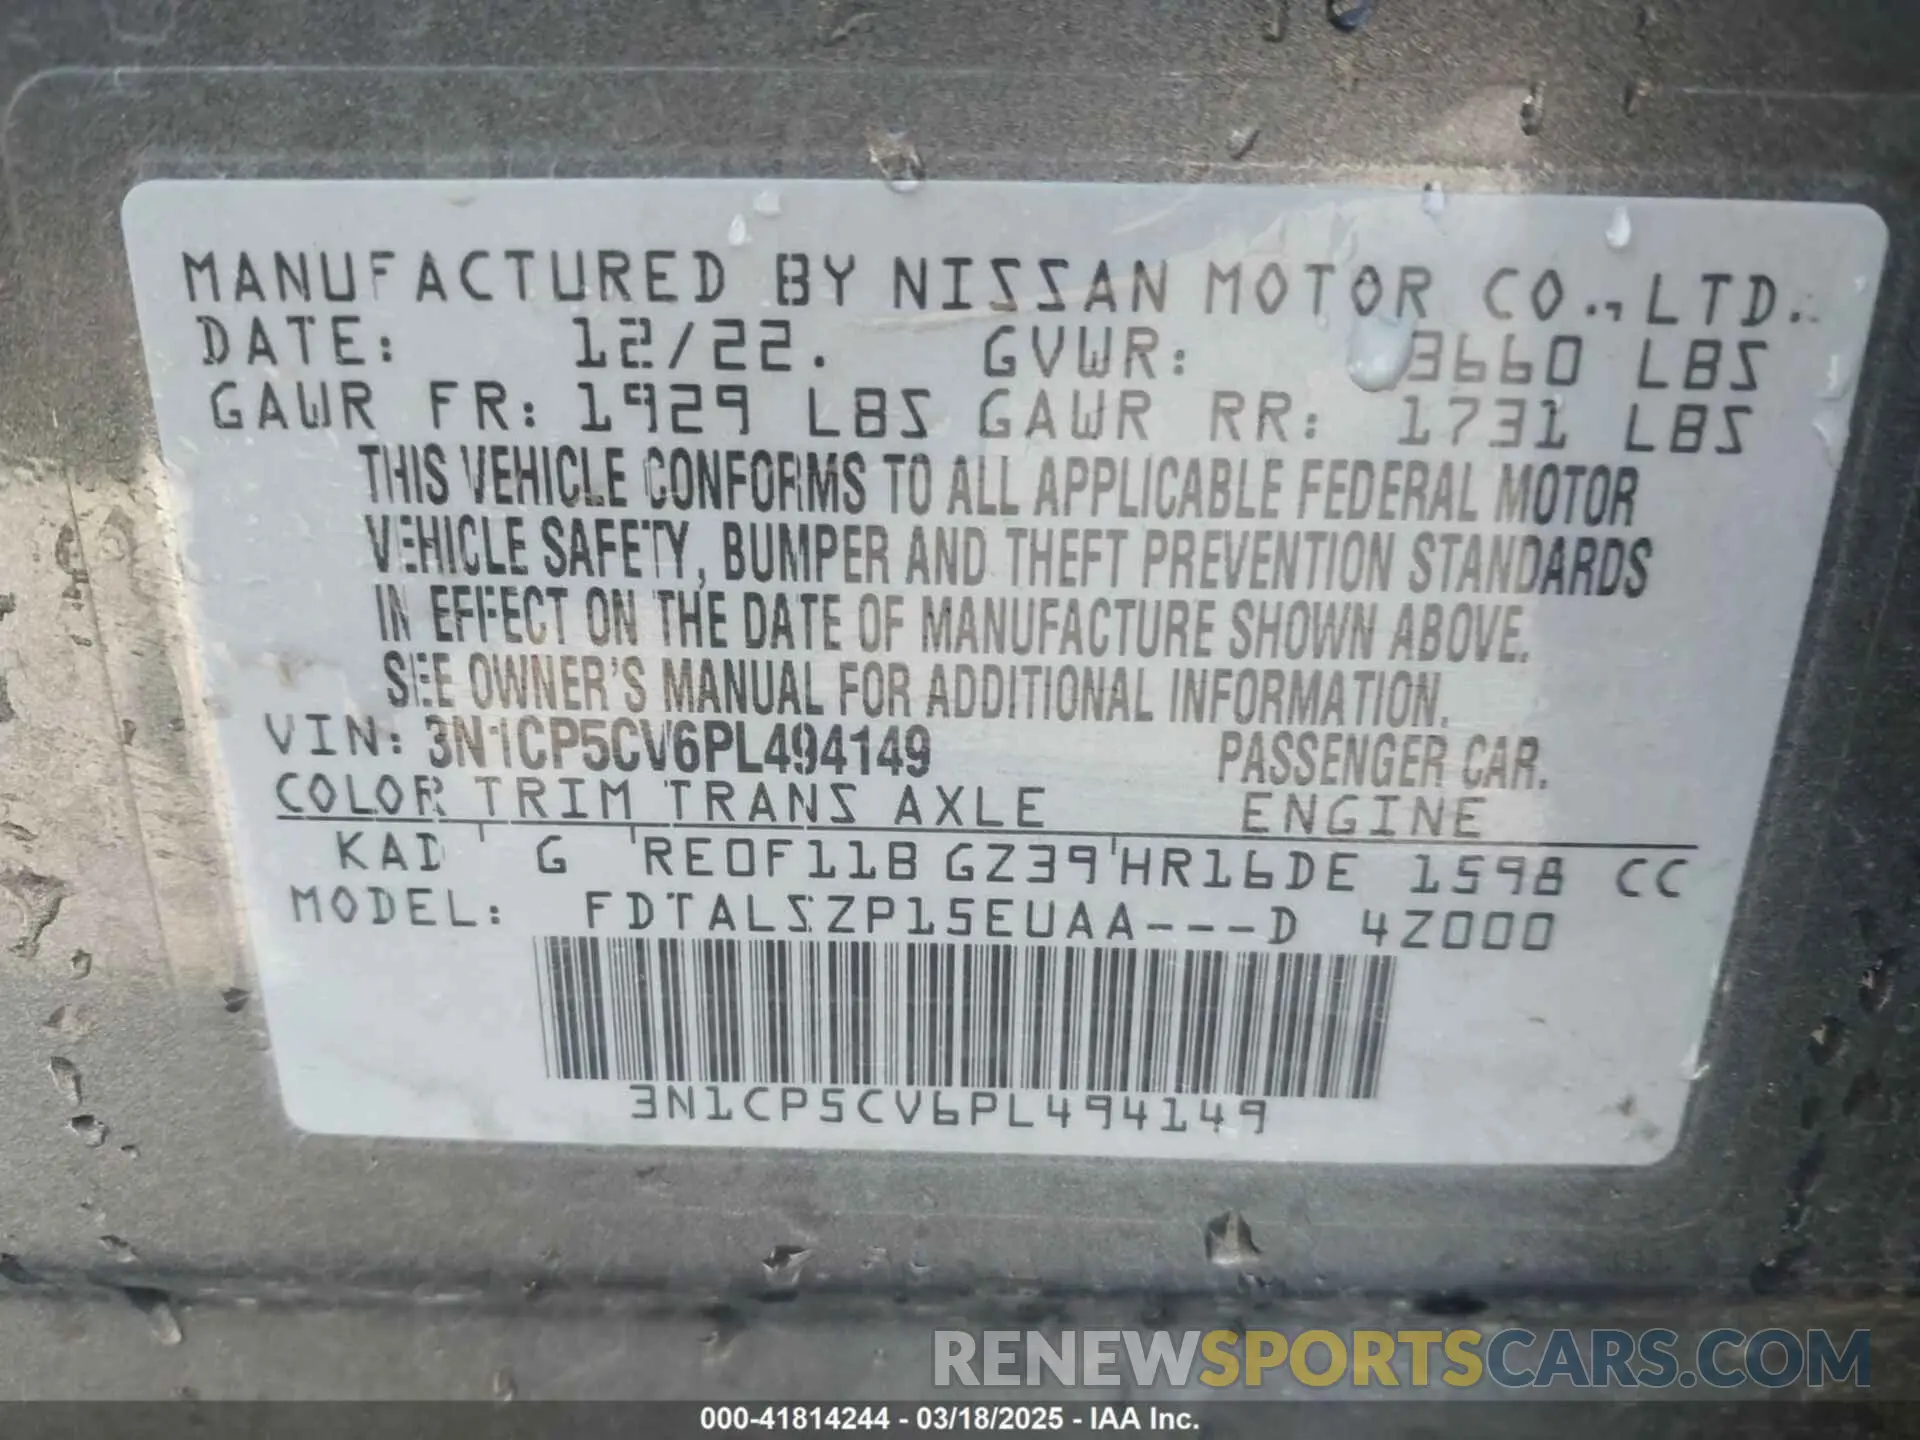 MANUFACTURED BY NISSAN MOTOR CO., LTD.
DATE: 12/22. GVWR: 3660 LBS
GAWR FR: 1929 LBS GAWR RR: 1731 LBS
THIS VEHICLE CONFORMS TO ALL APPLICABLE FEDERAL MOTOR
VEHICLE SAFETY, BUMPER AND THEFT PREVENTION STANDARDS
IN EFFECT ON THE DATE OF MANUFACTURE SHOWN ABOVE.
SEE OWNER'S MANUAL FOR ADDITIONAL INFORMATION.
VIN: 3N1CP5CV6PL494149 PASSENGER CAR.
COLOR TRIM TRANS AXLE ENGINE
KAD G RE0F11B GZ39 HR16DE 1598 CC
MODEL: FDTALSZP15EUAA---D 4Z000
3N1CP5CV6PL494149
RENEWSPORTSCARS.COM
000-41814244 - 03/18/2025 - IAA Inc.